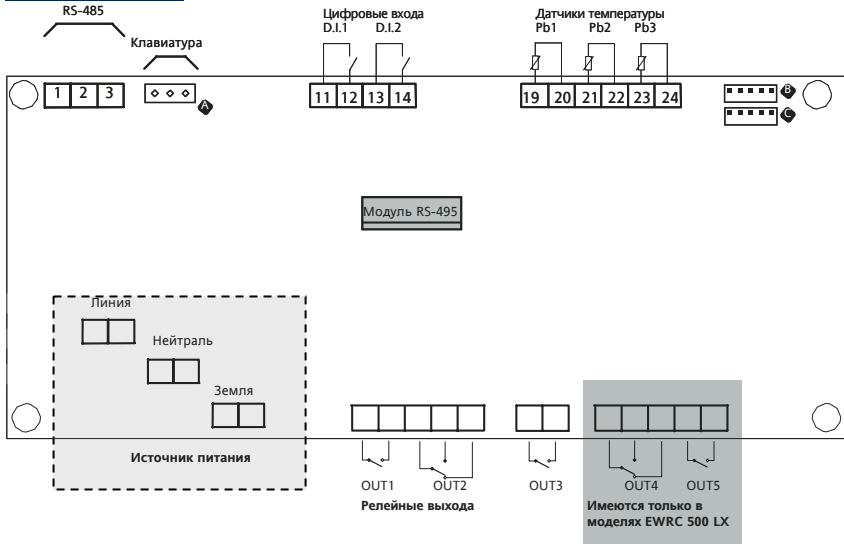 RS-485
Клавиатура
Цифровые входа
D.I.1 D.I.2
Датчики температуры
Pb1 Pb2 Pb3
1 2 3
A
11 12 13 14
19 20 21 22 23 24
B
C
Модуль RS-495
Линия
Нейтраль
Земля
Источник питания
OUT1 OUT2 OUT3 OUT4 OUT5
Релейные выхода
Имеются только в
моделях EWRC 500 LX